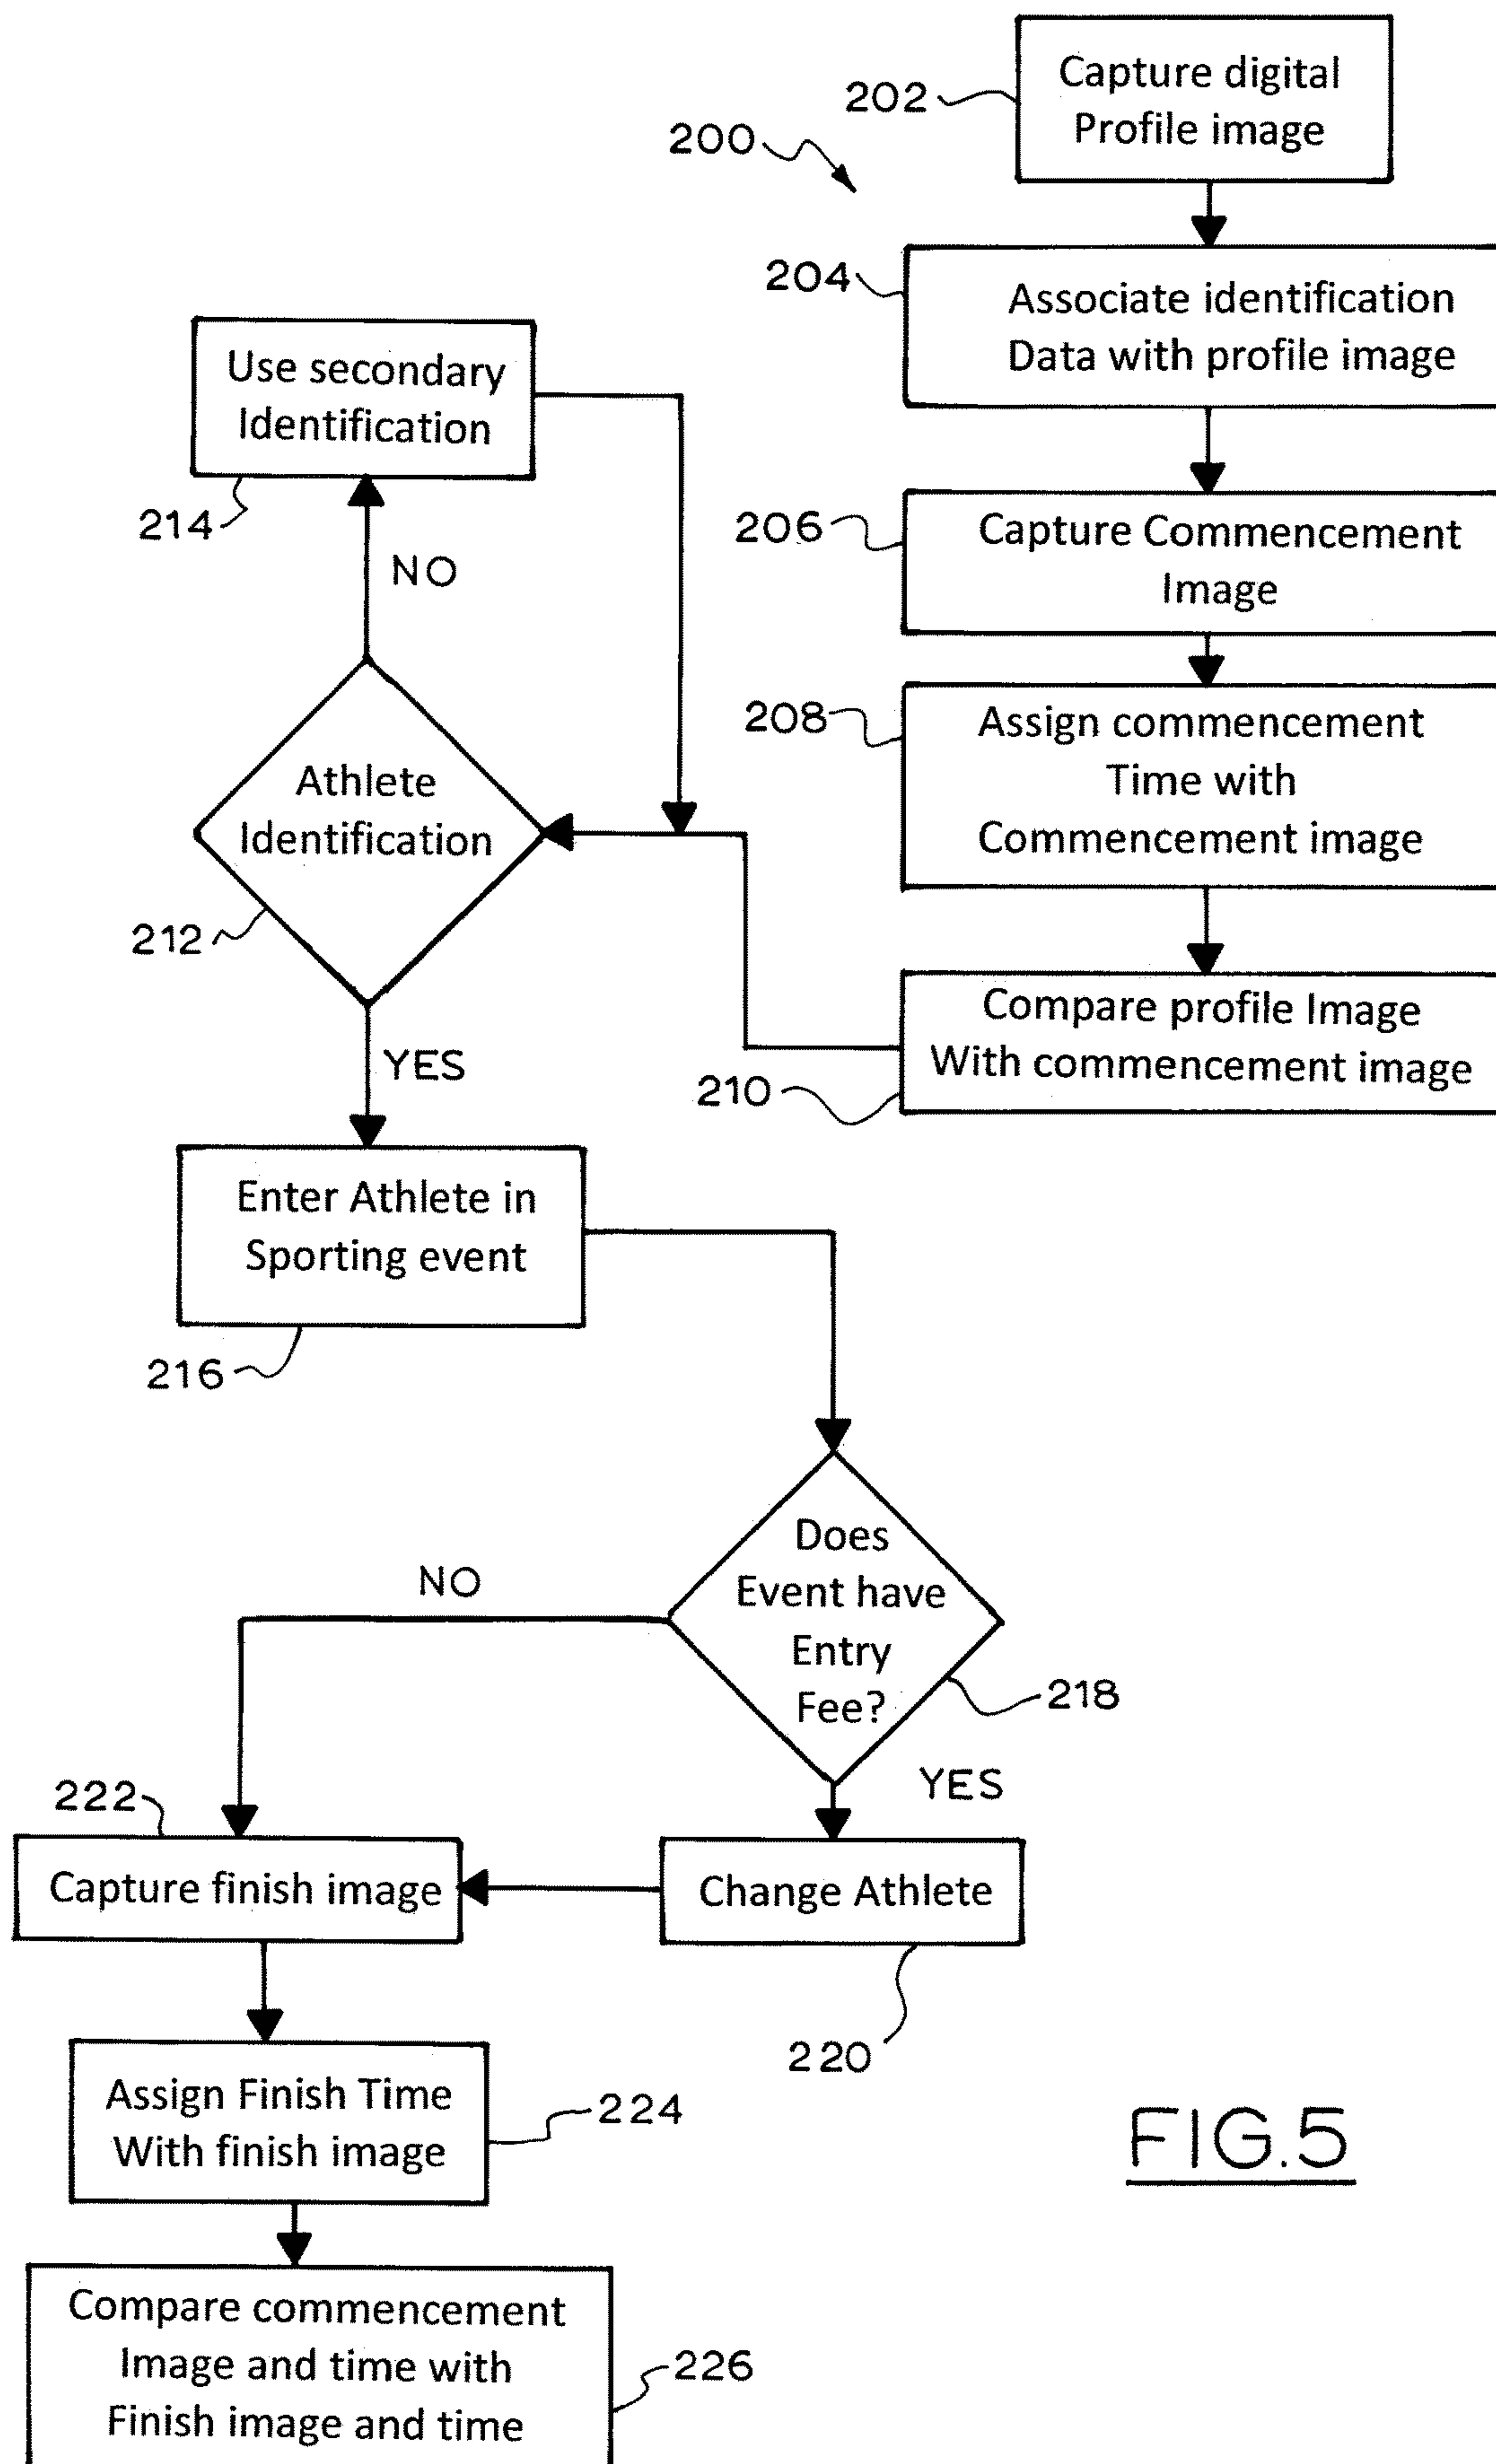 Capture digital
Profile image
202
200
Associate identification
Data with profile image
204
Capture Commencement
Image
206
Assign commencement
Time with
Commencement image
208
Compare profile Image
With commencement image
210
Athlete
Identification
212
NO
Use secondary
Identification
214
YES
Enter Athlete in
Sporting event
216
Does
Event have
Entry
Fee?
218
NO
YES
Change Athlete
220
222
Capture finish image
Assign Finish Time
With finish image
224
Compare commencement
Image and time with
Finish image and time
226
FIG.5